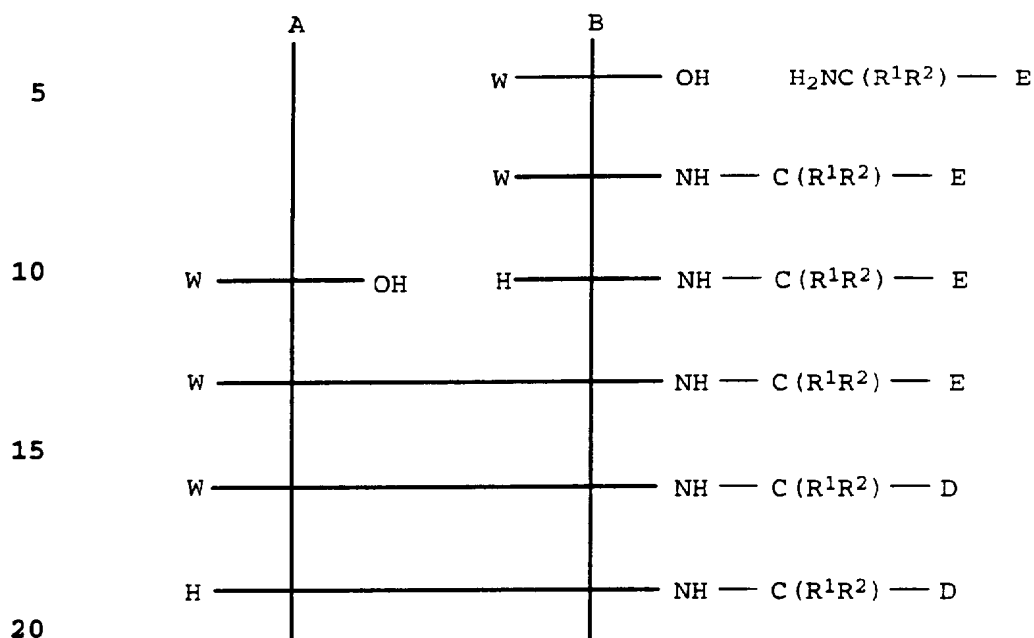 A B
W OH H₂NC(R¹R²) — E
5
W NH — C(R¹R²) — E
10
W OH H NH — C(R¹R²) — E
W NH — C(R¹R²) — E
15
W NH — C(R¹R²) — D
H NH — C(R¹R²) — D
20